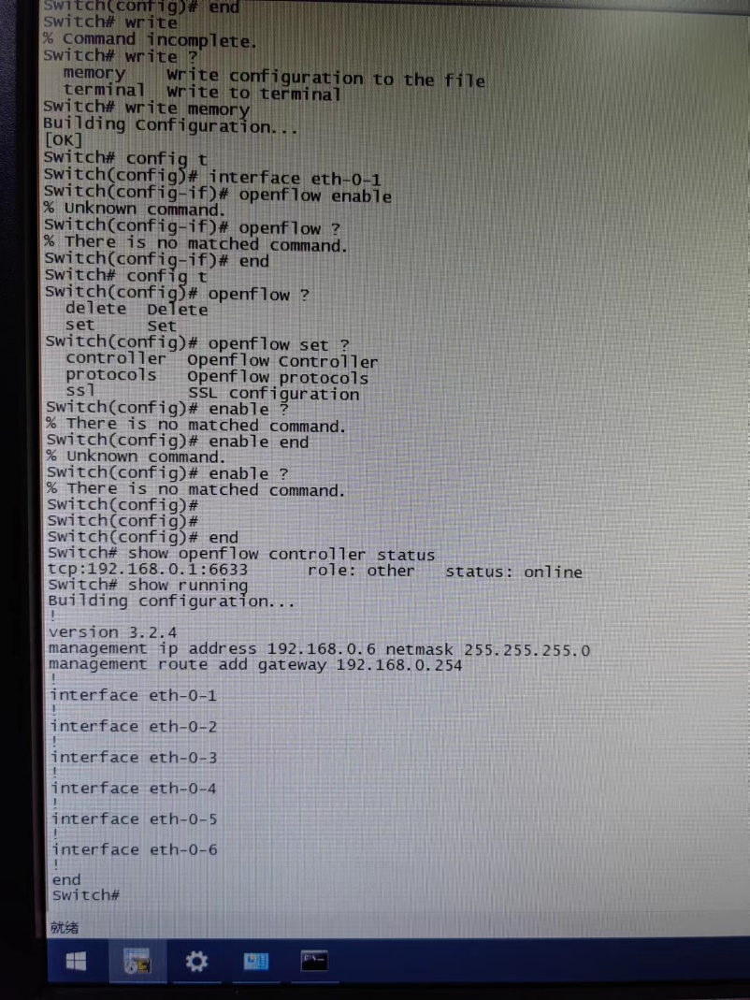 Switch(config)# end
Switch# write
% Command incomplete.
Switch# write ?
  memory    Write configuration to the file
  terminal  Write to terminal
Switch# write memory
Building Configuration...
[OK]
Switch# config t
Switch(config)# interface eth-0-1
Switch(config-if)# openflow enable
% Unknown command.
Switch(config-if)# openflow ?
% There is no matched command.
Switch(config-if)# end
Switch# config t
Switch(config)# openflow ?
  delete  Delete
  set     Set
Switch(config)# openflow set ?
  controller  Openflow Controller
  protocols   Openflow protocols
  ssl         SSL configuration
Switch(config)# enable ?
% There is no matched command.
Switch(config)# enable end
% Unknown command.
Switch(config)# enable ?
% There is no matched command.
Switch(config)#
Switch(config)#
Switch(config)# end
Switch# show openflow controller status
tcp:192.168.0.1:6633      role: other   status: online
Switch# show running
Building configuration...
!
version 3.2.4
management ip address 192.168.0.6 netmask 255.255.255.0
management route add gateway 192.168.0.254
!
interface eth-0-1
!
interface eth-0-2
!
interface eth-0-3
!
interface eth-0-4
!
interface eth-0-5
!
interface eth-0-6
!
end
Switch#
就绪